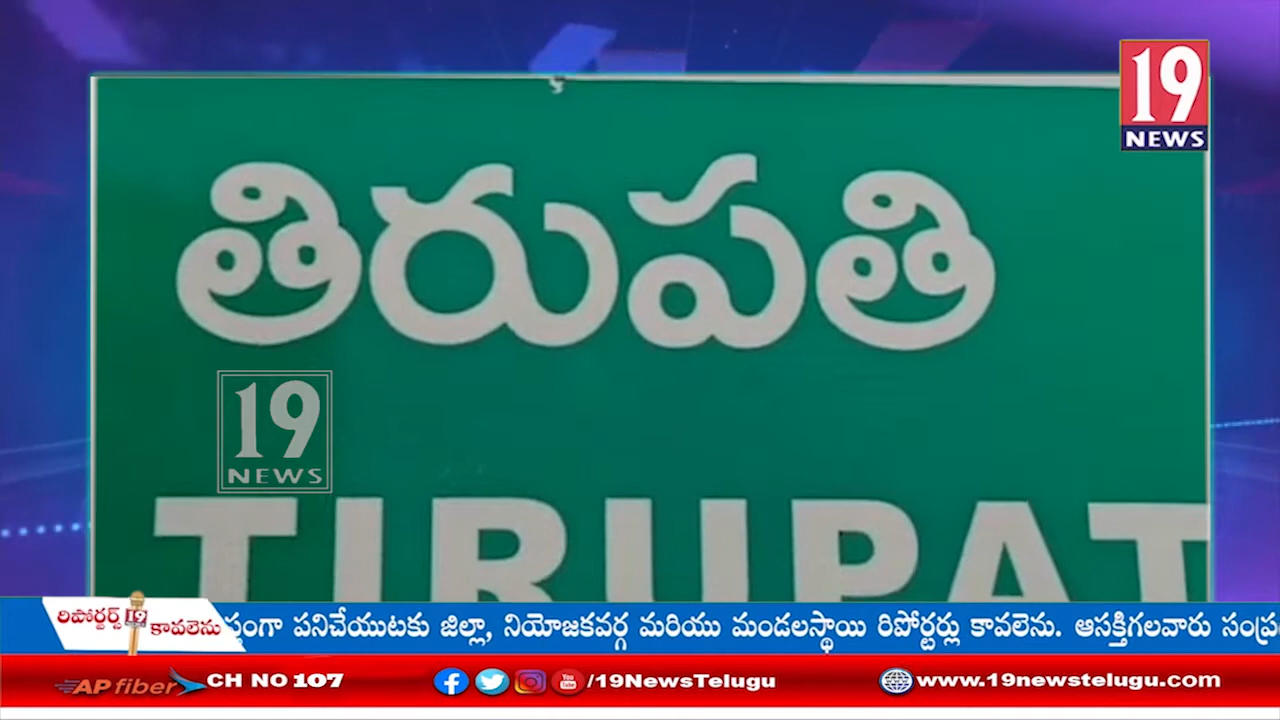 19
NEWS
తిరుపతి
19
NEWS
TIRUPAT
రిపోర్టర్స్ 19
కావలెను
పనిచేయుటకు జిల్లా, నియోజకవర్గ మరియు మండలస్థాయి రిపోర్టర్లు కావలెను. ఆసక్తిగలవారు
AP fiber CH NO 107 /19NewsTelugu www.19newstelugu.com